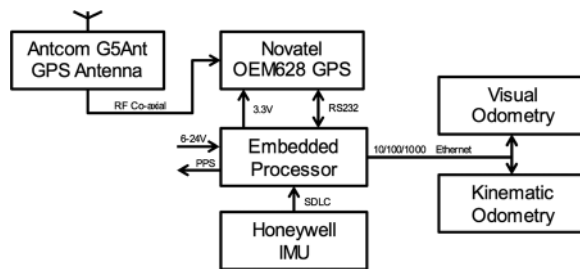 Antcom G5Ant
GPS Antenna
Novatel
OEM628 GPS
RF Co-axial
3.3V
RS232
Visual
Odometry
6-24V
PPS
Embedded
Processor
10/100/1000 Ethernet
SDLC
Kinematic
Odometry
Honeywell
IMU